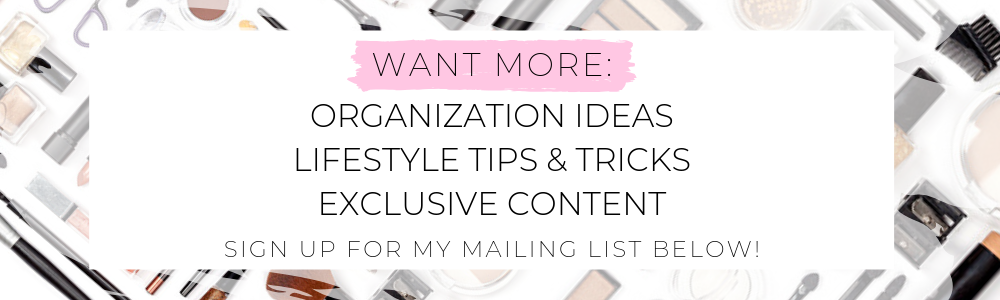 WANT MORE:
ORGANIZATION IDEAS
LIFESTYLE TIPS & TRICKS
EXCLUSIVE CONTENT
SIGN UP FOR MY MAILING LIST BELOW!